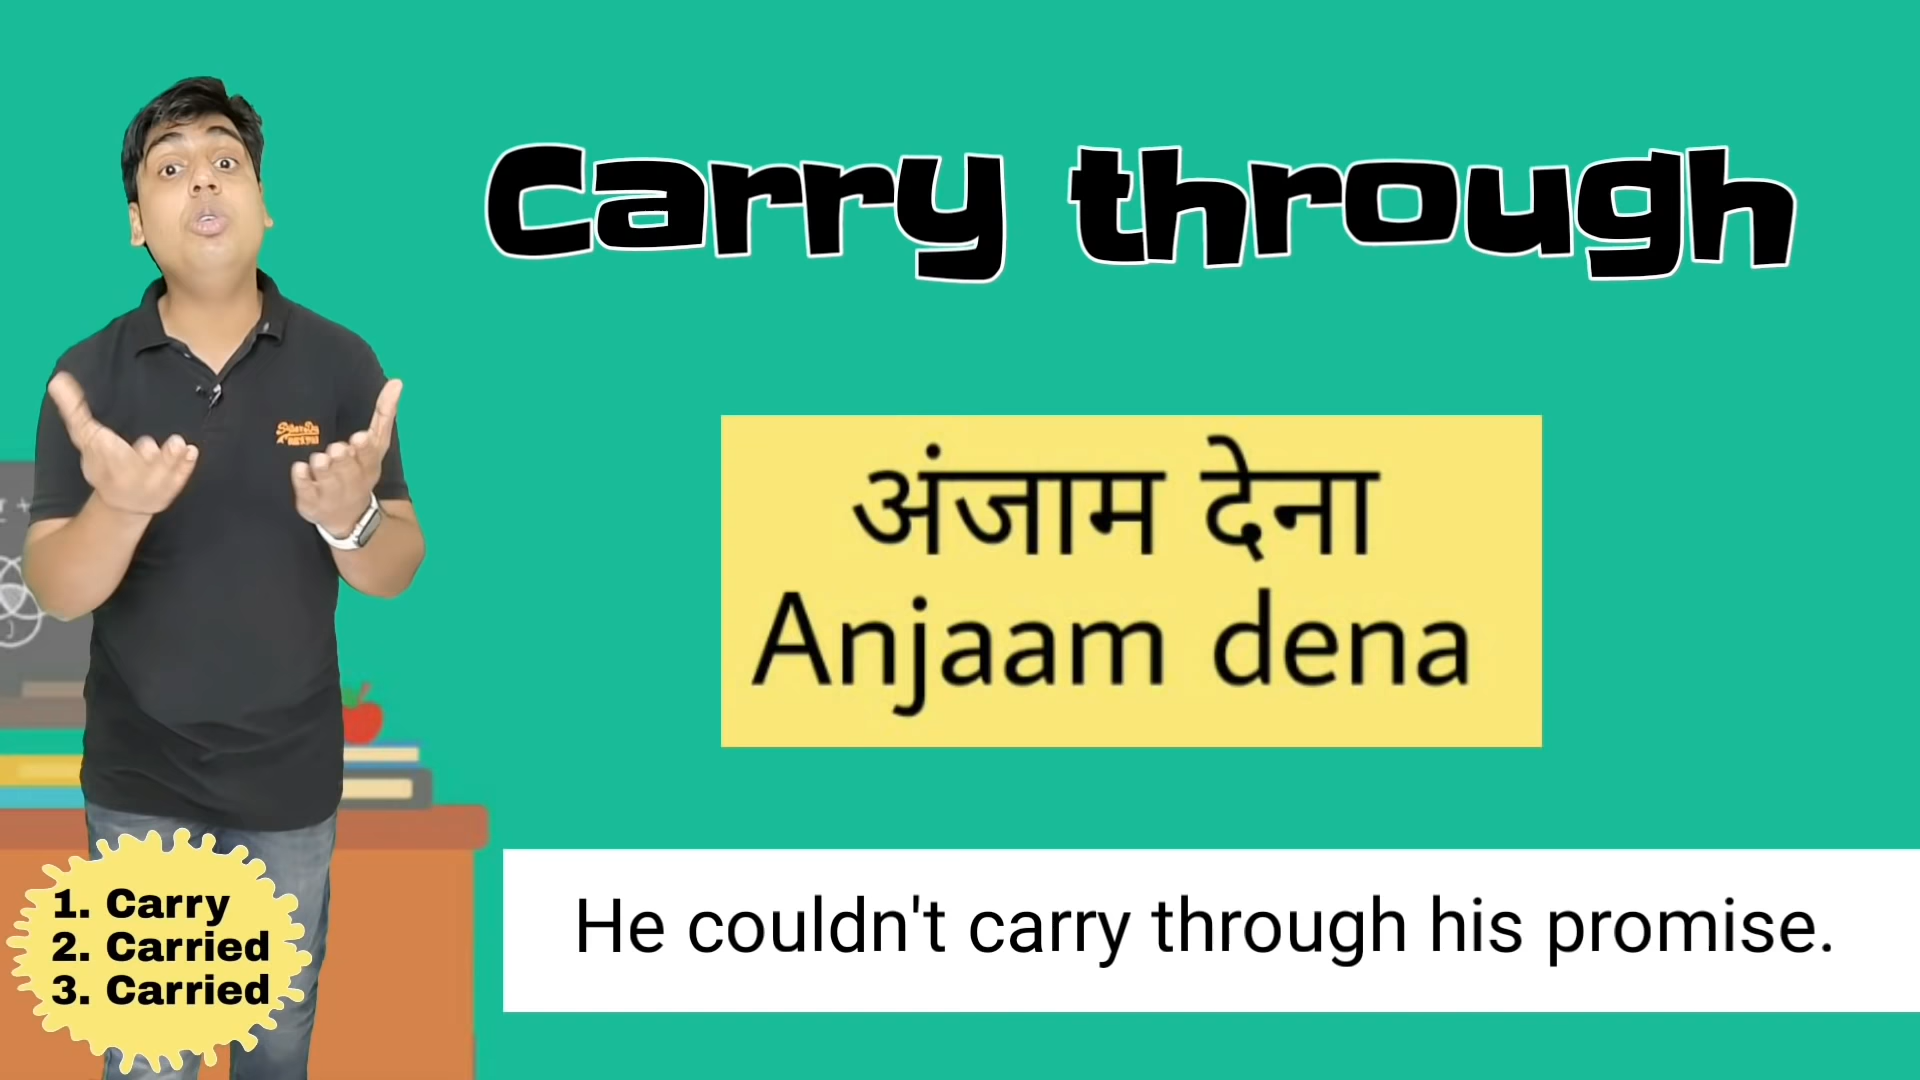 Carry through
अंजाम देना
Anjaam dena
He couldn't carry through his promise.
1. Carry
2. Carried
3. Carried